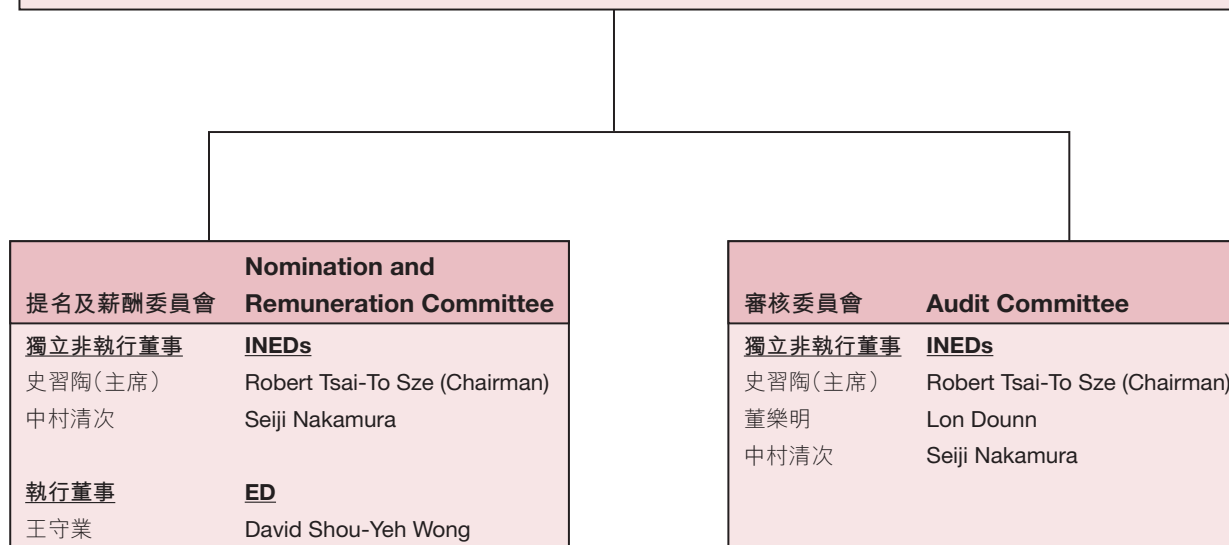 Nomination and
提名及薪酬委員會 Remuneration Committee
獨立非執行董事 INEDs
史習陶(主席) Robert Tsai-To Sze (Chairman)
中村清次 Seiji Nakamura
執行董事 ED
王守業 David Shou-Yeh Wong
審核委員會 Audit Committee
獨立非執行董事 INEDs
史習陶(主席) Robert Tsai-To Sze (Chairman)
董樂明 Lon Dounn
中村清次 Seiji Nakamura